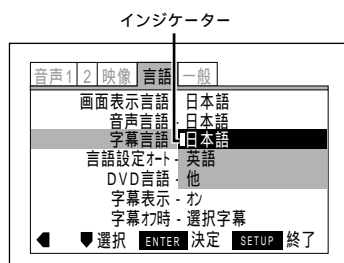 インジケーター
音声1 2 映像 言語 一般
画面表示言語 - 日本語
音声言語 - 日本語
字幕言語 - 日本語
言語設定オート - 英語
DVD言語 - 他
字幕表示 - オン
字幕オフ時 - 選択字幕
選択 ENTER 決定 SETUP 終了